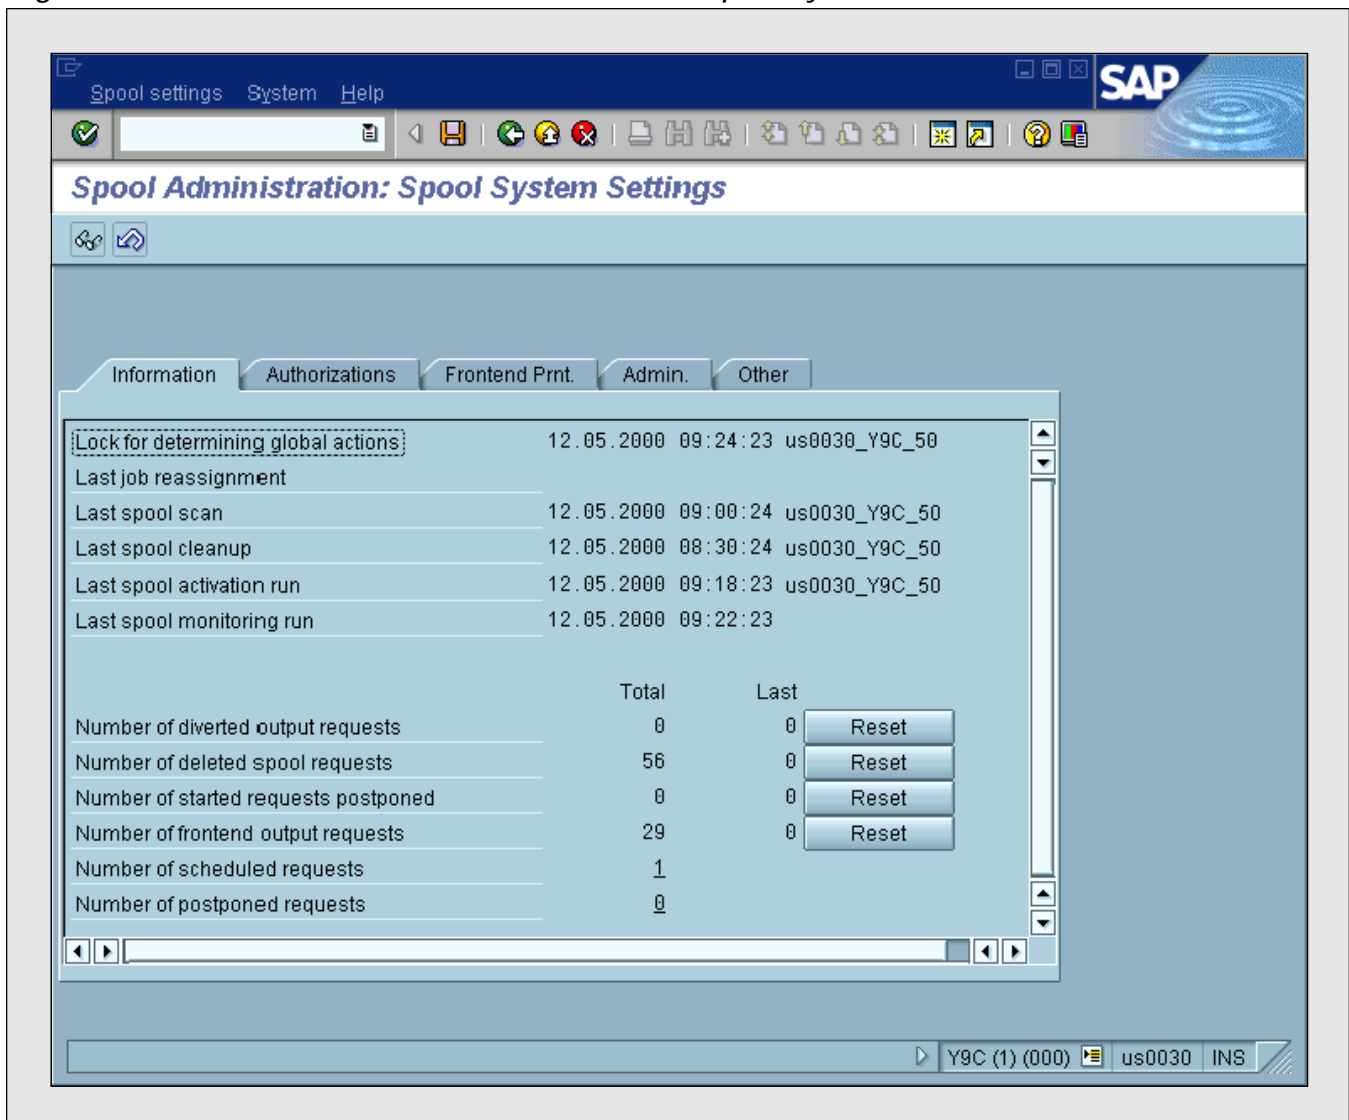 Spool settings System Help
SAP
Spool Administration: Spool System Settings
Information Authorizations Frontend Prnt. Admin. Other
Lock for determining global actions 12.05.2000 09:24:23 us0030_Y9C_50
Last job reassignment
Last spool scan 12.05.2000 09:00:24 us0030_Y9C_50
Last spool cleanup 12.05.2000 08:30:24 us0030_Y9C_50
Last spool activation run 12.05.2000 09:18:23 us0030_Y9C_50
Last spool monitoring run 12.05.2000 09:22:23
Total Last
Number of diverted output requests 0 0 Reset
Number of deleted spool requests 56 0 Reset
Number of started requests postponed 0 0 Reset
Number of frontend output requests 29 0 Reset
Number of scheduled requests 1
Number of postponed requests 0
Y9C (1) (000) us0030 INS